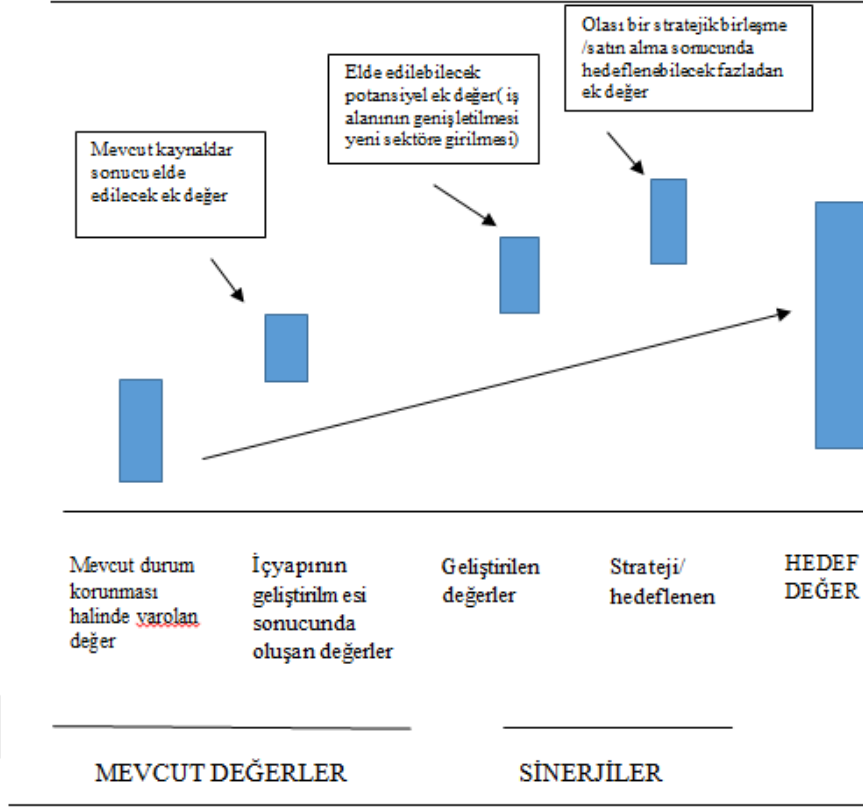 Olası bir stratejik birleşme
/satın alma sonucunda
hedeflenebilecek fazladan
ek değer
Elde edilebilecek
potansiyel ek değer( iş
alanının genişletilmesi
yeni sektöre girilmesi)
Mevcut kaynaklar
sonucu elde
edilecek ek değer
Mevcut durum
korunması
halinde varolan
değer
İçyapının
geliştirilm esi
sonucunda
oluşan değerler
Geliştirilen
değerler
Strateji/
hedeflenen
HEDEF
DEĞER
MEVCUT DEĞERLER
SİNERJİLER